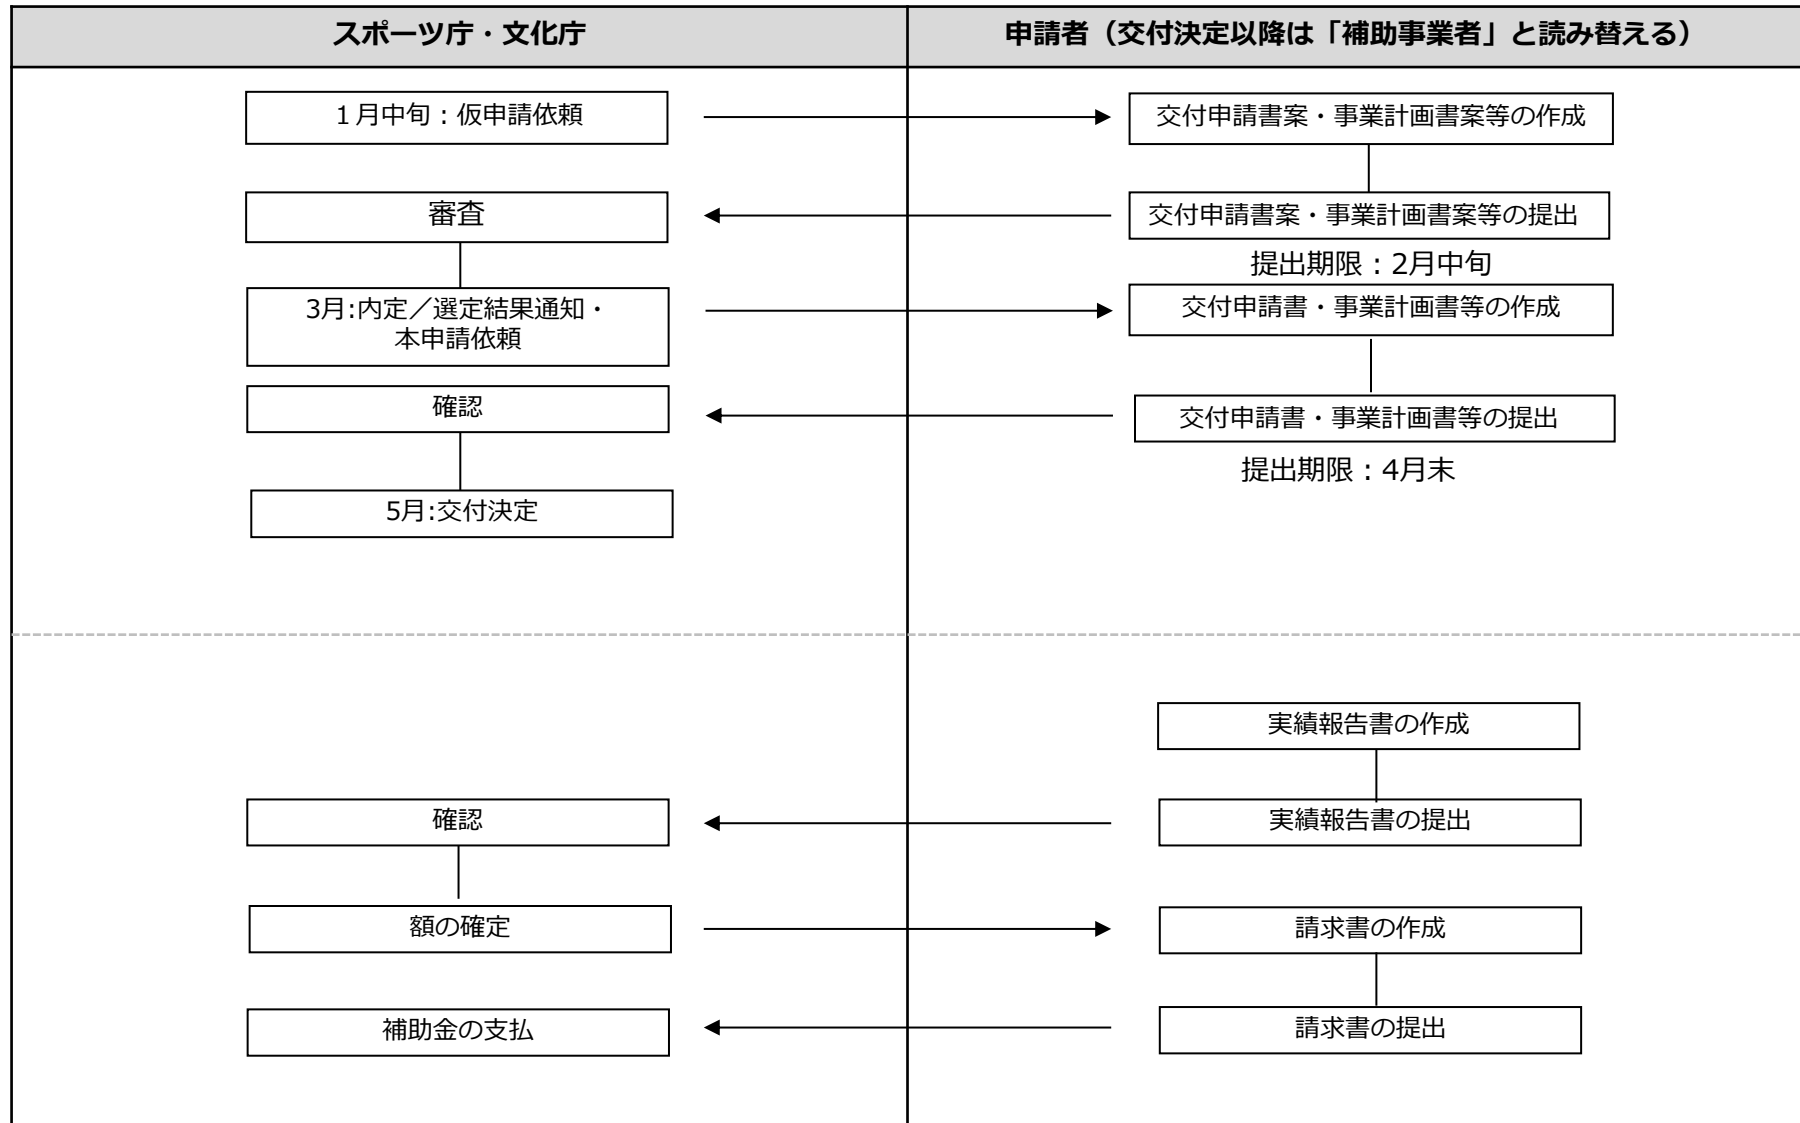 スポーツ庁・文化庁
申請者（交付決定以降は「補助事業者」と読み替える）
１月中旬：仮申請依頼
交付申請書案・事業計画書案等の作成
審査
交付申請書案・事業計画書案等の提出
提出期限：2月中旬
3月:内定／選定結果通知・
本申請依頼
交付申請書・事業計画書等の作成
確認
交付申請書・事業計画書等の提出
提出期限：4月末
5月:交付決定
実績報告書の作成
確認
実績報告書の提出
額の確定
請求書の作成
補助金の支払
請求書の提出